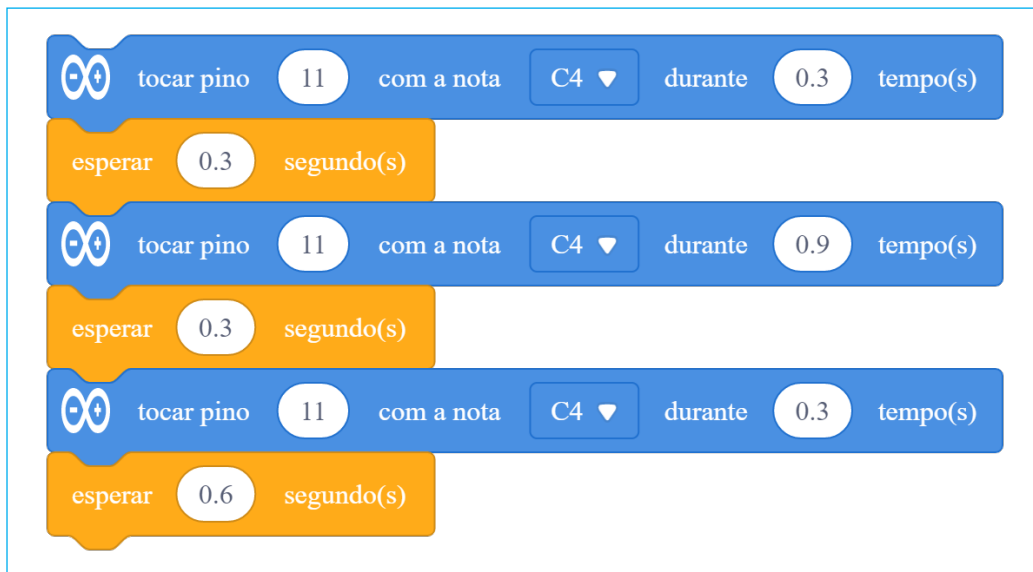 tocar pino 11 com a nota C4 durante 0.3 tempo(s)
esperar 0.3 segundo(s)
tocar pino 11 com a nota C4 durante 0.9 tempo(s)
esperar 0.3 segundo(s)
tocar pino 11 com a nota C4 durante 0.3 tempo(s)
esperar 0.6 segundo(s)